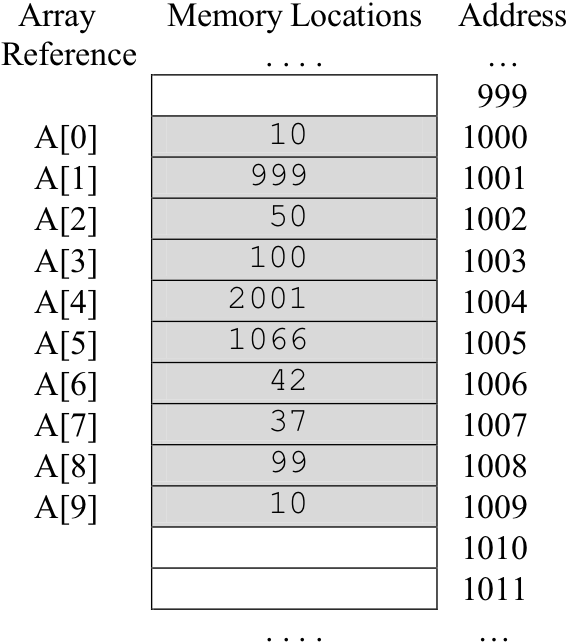 Array Memory Locations Address
Reference . . . . ...
999
A[0] 10 1000
A[1] 999 1001
A[2] 50 1002
A[3] 100 1003
A[4] 2001 1004
A[5] 1066 1005
A[6] 42 1006
A[7] 37 1007
A[8] 99 1008
A[9] 10 1009
1010
1011
. . . . ...